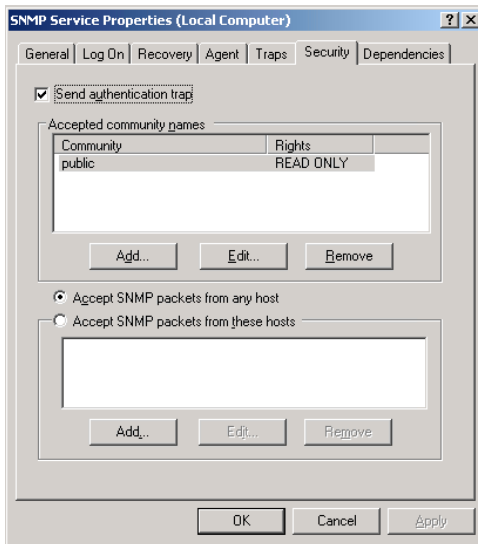 SNMP Service Properties (Local Computer)
General Log On Recovery Agent Traps Security Dependencies
Send authentication trap
Accepted community names
Community Rights
public READ ONLY
Add... Edit... Remove
Accept SNMP packets from any host
Accept SNMP packets from these hosts
Add... Edit... Remove
OK Cancel Apply